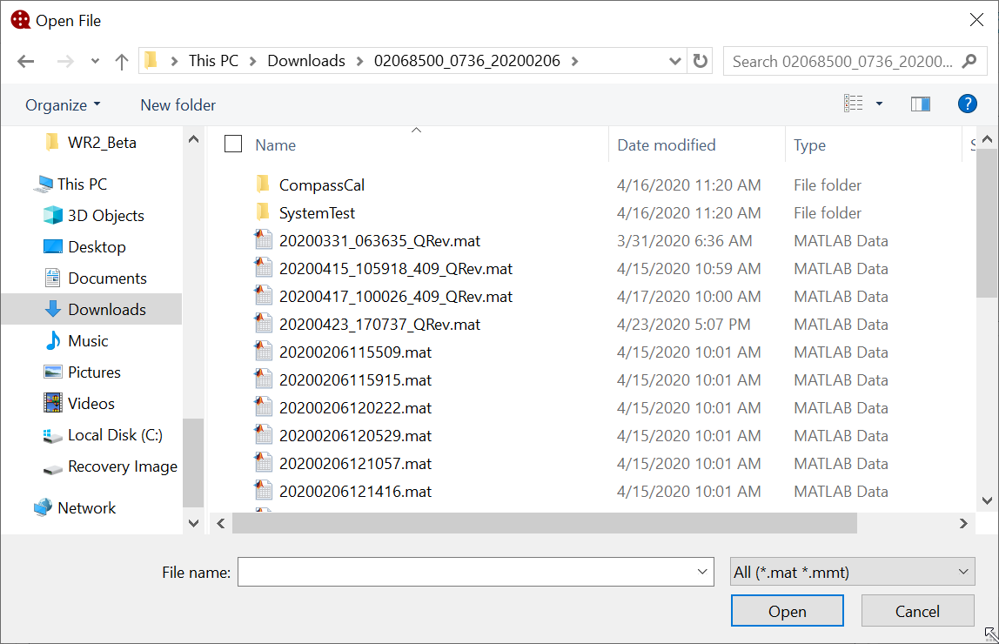 Open File
This PC Downloads 02068500_0736_20200206
Search 02068500_0736_20200...
Organize New folder
?
WR2_Beta
This PC
3D Objects
Desktop
Documents
Downloads
Music
Pictures
Videos
Local Disk (C:)
Recovery Image
Network
Name Date modified Type
CompassCal 4/16/2020 11:20 AM File folder
SystemTest 4/16/2020 11:20 AM File folder
20200331_063635_QRev.mat 3/31/2020 6:36 AM MATLAB Data
20200415_105918_409_QRev.mat 4/15/2020 10:59 AM MATLAB Data
20200417_100026_409_QRev.mat 4/17/2020 10:00 AM MATLAB Data
20200423_170737_QRev.mat 4/23/2020 5:07 PM MATLAB Data
20200206115509.mat 4/15/2020 10:01 AM MATLAB Data
20200206115915.mat 4/15/2020 10:01 AM MATLAB Data
20200206120222.mat 4/15/2020 10:01 AM MATLAB Data
20200206120529.mat 4/15/2020 10:01 AM MATLAB Data
20200206121057.mat 4/15/2020 10:01 AM MATLAB Data
20200206121416.mat 4/15/2020 10:01 AM MATLAB Data
File name:
All (*.mat *.mmt)
Open Cancel